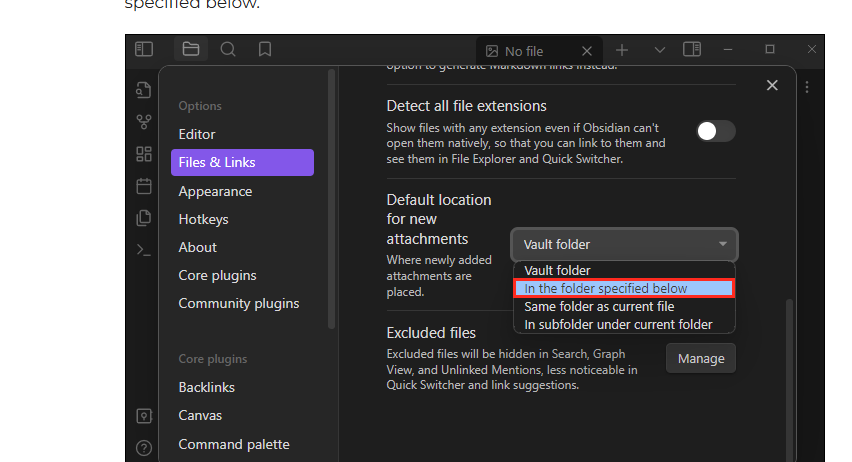 specified below.
No file
option to generate Markdown links instead.
Options
Editor
Files & Links
Appearance
Hotkeys
About
Core plugins
Community plugins
Core plugins
Backlinks
Canvas
Command palette
Detect all file extensions
Show files with any extension even if Obsidian can't
open them natively, so that you can link to them and
see them in File Explorer and Quick Switcher.
Default location
for new
attachments
Where newly added
attachments are
placed.
Vault folder
Vault folder
In the folder specified below
Same folder as current file
In subfolder under current folder
Excluded files
Excluded files will be hidden in Search, Graph
View, and Unlinked Mentions, less noticeable in
Quick Switcher and link suggestions.
Manage